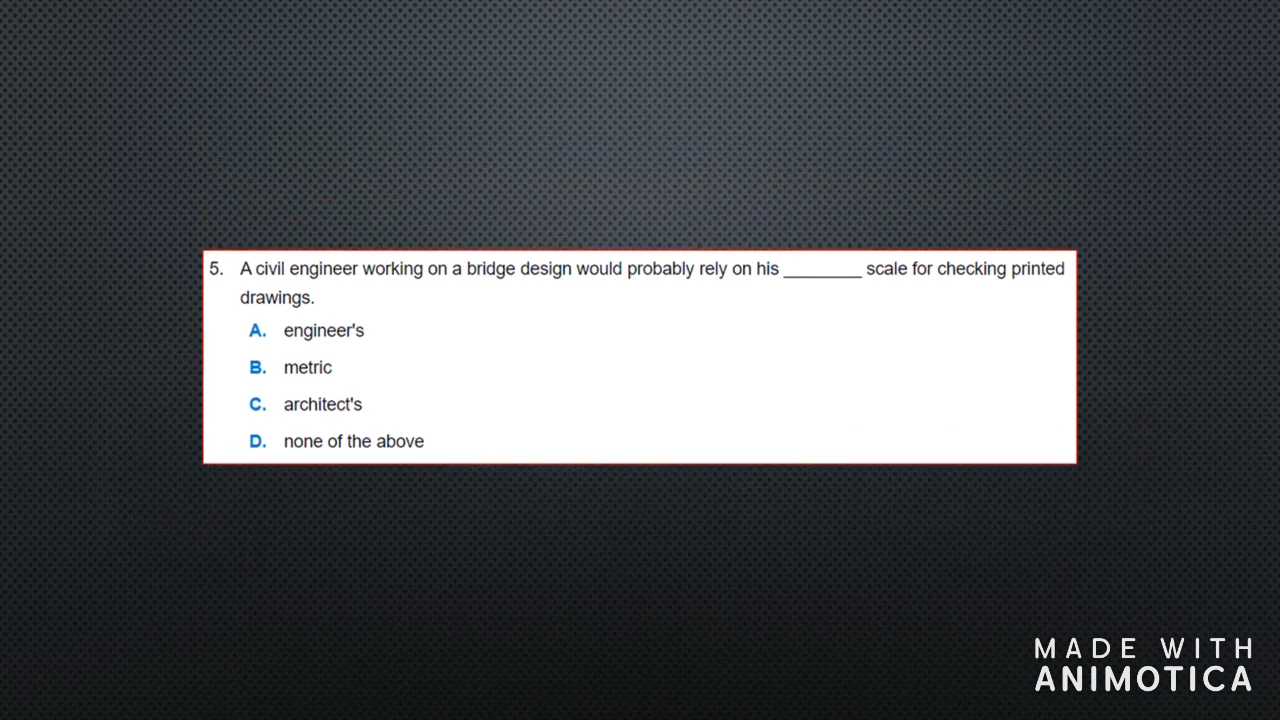 5. A civil engineer working on a bridge design would probably rely on his ________ scale for checking printed
drawings.
A. engineer's
B. metric
C. architect's
D. none of the above
MADE WITH
ANIMOTICA